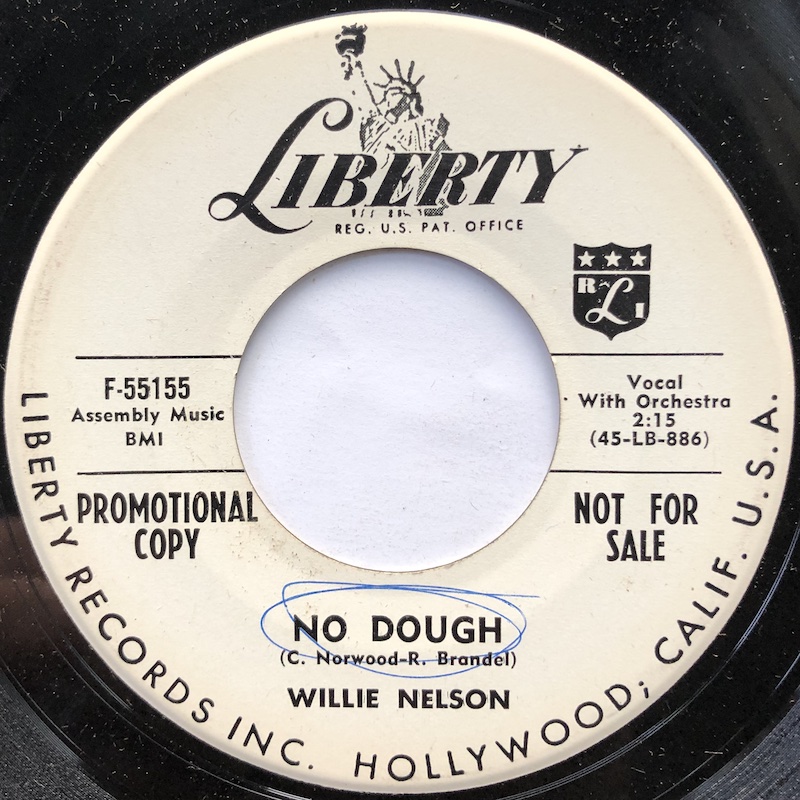 LIBERTY
REG. U.S. PAT. OFFICE
R L I
F-55155
Assembly Music
BMI
Vocal
With Orchestra
2:15
(45-LB-886)
PROMOTIONAL
COPY
NOT FOR
SALE
NO DOUGH
(C. Norwood-R. Brandel)
WILLIE NELSON
LIBERTY RECORDS INC. HOLLYWOOD; CALIF. U.S.A.